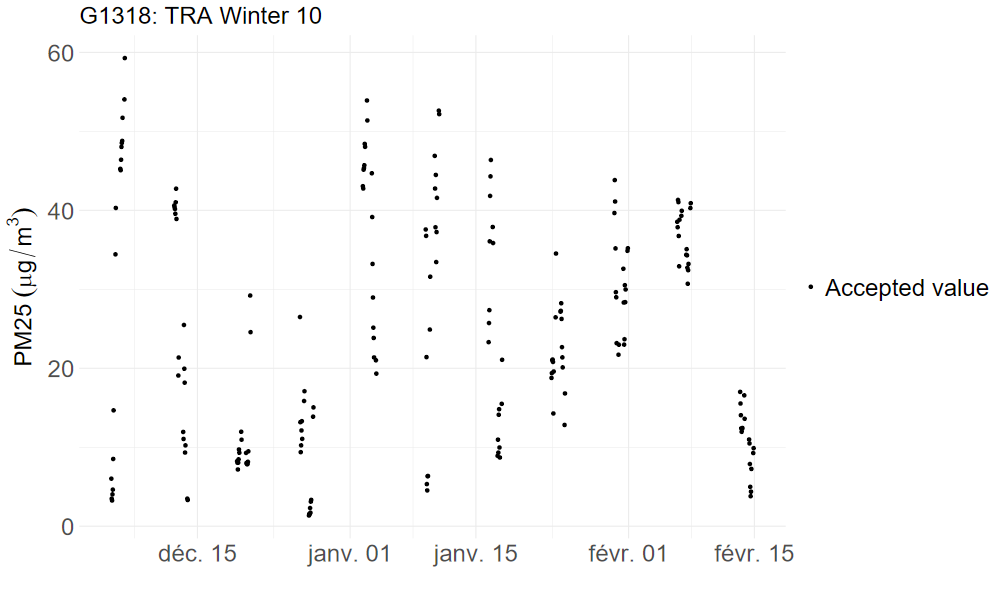 G1318: TRA Winter 10
PM25 (μg/m³)
60
40
20
0
déc. 15
janv. 01
janv. 15
févr. 01
févr. 15
Accepted value